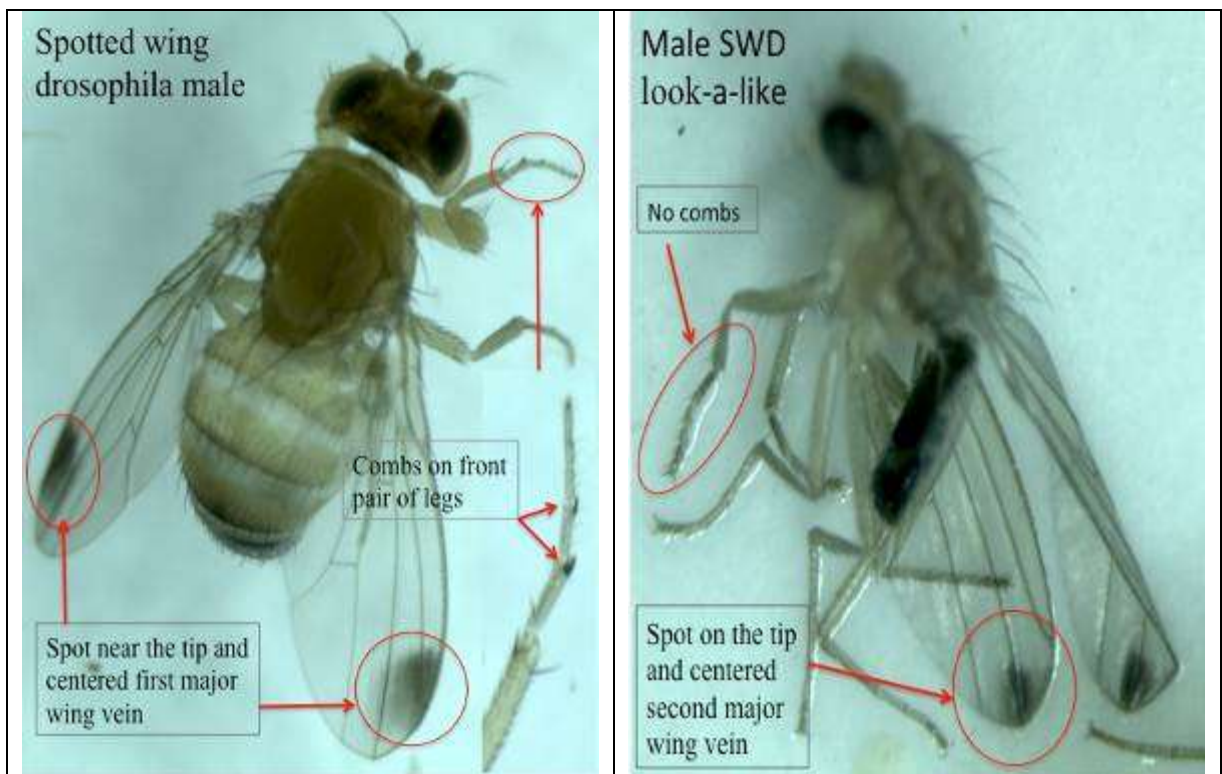 Spotted wing
drosophila male
Combs on front
pair of legs
Spot near the tip and
centered first major
wing vein
Male SWD
look-a-like
No combs
Spot on the tip
and centered
second major
wing vein